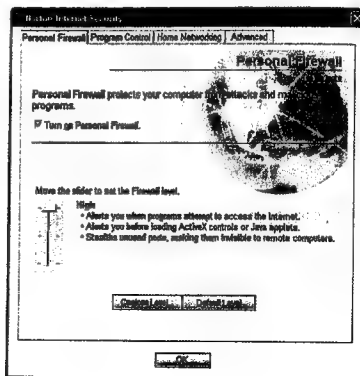 Norton Internet Security
Personal Firewall Program Control Home Networking Advanced
Personal Firewall
Personal Firewall protects your computer from attacks and
programs.
Turn on Personal Firewall.
Move the slider to set the Firewall level.
High
• Alerts you when programs attempt to access the Internet.
• Alerts you before loading ActiveX controls or Java applets.
• Stealths unused ports, making them invisible to remote computers.
Custom Level Default Level
OK